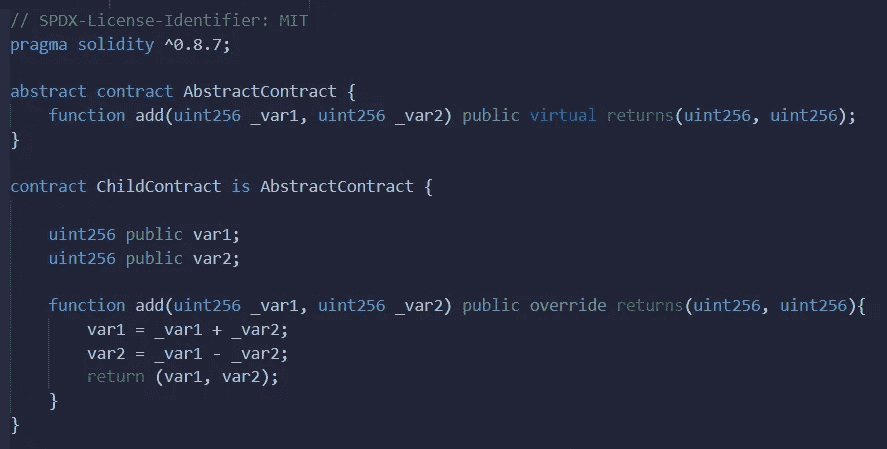 // SPDX-License-Identifier: MIT
pragma solidity ^0.8.7;
abstract contract AbstractContract {
function add(uint256 _var1, uint256 _var2) public virtual returns(uint256, uint256);
}
contract ChildContract is AbstractContract {
uint256 public var1;
uint256 public var2;
function add(uint256 _var1, uint256 _var2) public override returns(uint256, uint256){
var1 = _var1 + _var2;
var2 = _var1 - _var2;
return (var1, var2);
}
}